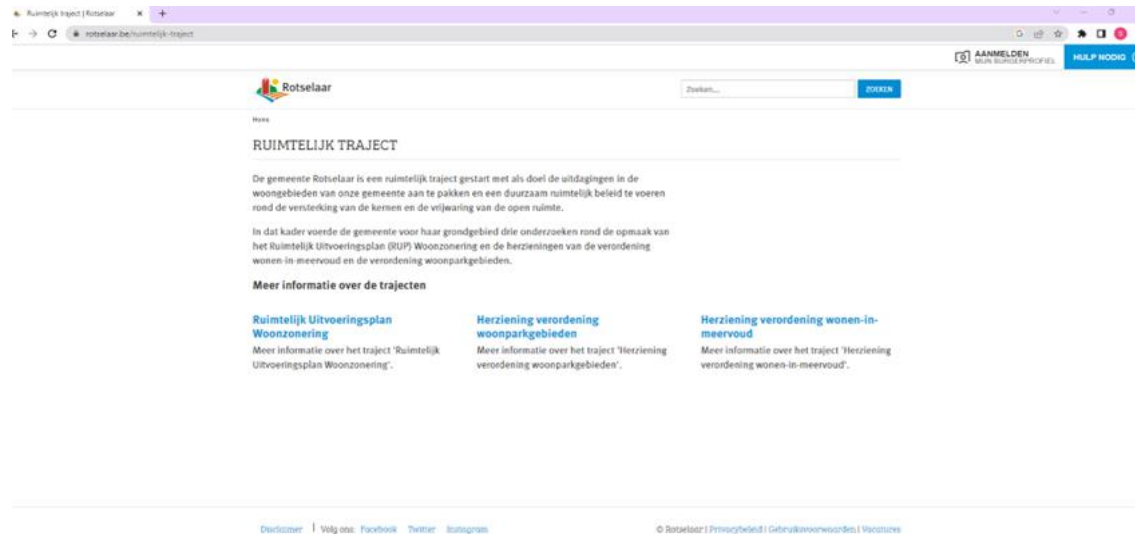 Ruimtelijk traject | Rotselaar
rotselaar.be/ruimtelijk-traject
AANMELDEN
MIJN BURGERPROFIEL
HULP NODIG
Rotselaar
Zoeken...
ZOEKEN
Home
RUIMTELIJK TRAJECT
De gemeente Rotselaar is een ruimtelijk traject gestart met als doel de uitdagingen in de
woongebieden van onze gemeente aan te pakken en een duurzaam ruimtelijk beleid te voeren
rond de versterking van de kernen en de vrijwaring van de open ruimte.
In dat kader voerde de gemeente voor haar grondgebied drie onderzoeken rond de opmaak van
het Ruimtelijk Uitvoeringsplan (RUP) Woonzonering en de herzieningen van de verordening
wonen-in-meervoud en de verordening woonparkgebieden.
Meer informatie over de trajecten
Ruimtelijk Uitvoeringsplan
Woonzonering
Meer informatie over het traject 'Ruimtelijk
Uitvoeringsplan Woonzonering'.
Herziening verordening
woonparkgebieden
Meer informatie over het traject 'Herziening
verordening woonparkgebieden'.
Herziening verordening wonen-in-
meervoud
Meer informatie over het traject 'Herziening
verordening wonen-in-meervoud'.
Disclaimer | Volg ons: Facebook Twitter Instagram
© Rotselaar | Privacybeleid | Gebruiksvoorwaarden | Vacatures